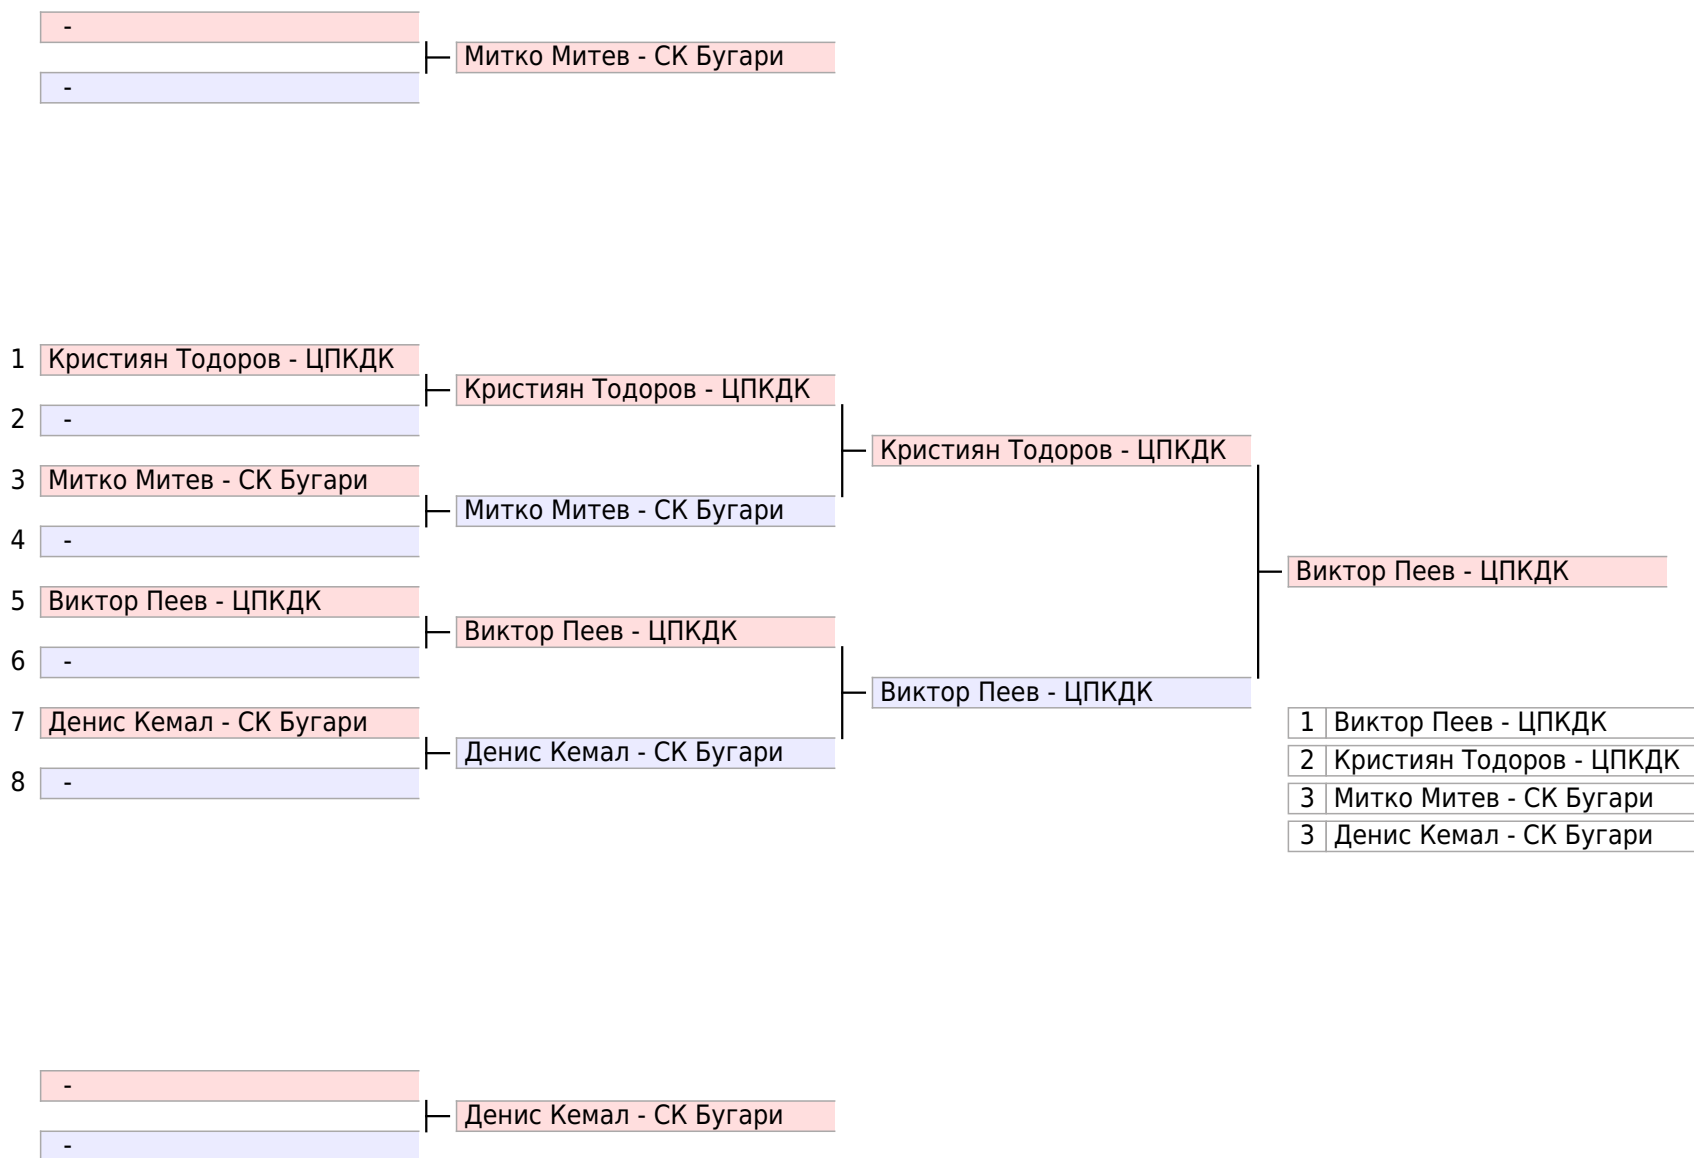 -
Митко Митев - СК Бугари
-
1 Кристиян Тодоров - ЦПКДК
Кристиян Тодоров - ЦПКДК
2 -
Кристиян Тодоров - ЦПКДК
3 Митко Митев - СК Бугари
Митко Митев - СК Бугари
4 -
Виктор Пеев - ЦПКДК
5 Виктор Пеев - ЦПКДК
Виктор Пеев - ЦПКДК
6 -
Виктор Пеев - ЦПКДК
7 Денис Кемал - СК Бугари
Денис Кемал - СК Бугари
8 -
1 Виктор Пеев - ЦПКДК
2 Кристиян Тодоров - ЦПКДК
3 Митко Митев - СК Бугари
3 Денис Кемал - СК Бугари
-
Денис Кемал - СК Бугари
-